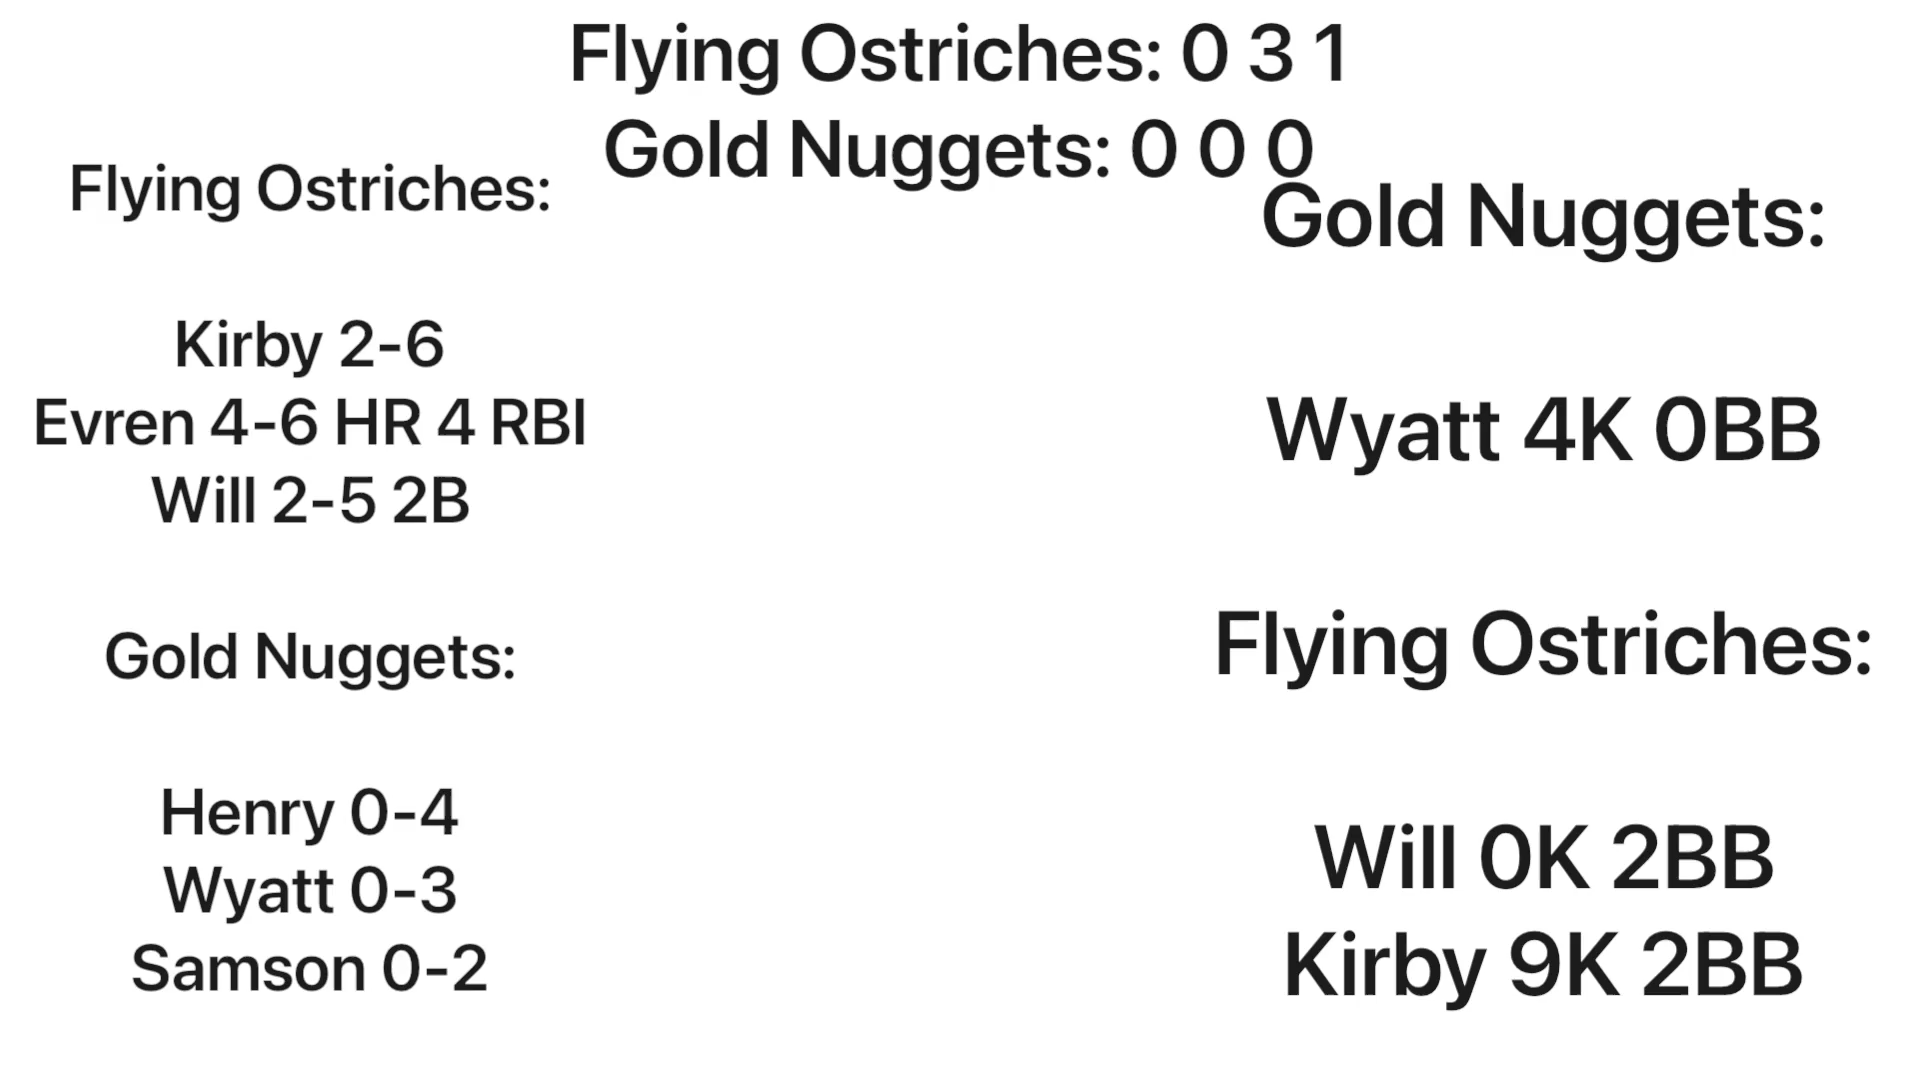 Flying Ostriches: 0 3 1
Gold Nuggets: 0 0 0
Flying Ostriches:
Kirby 2-6
Evren 4-6 HR 4 RBI
Will 2-5 2B
Gold Nuggets:
Henry 0-4
Wyatt 0-3
Samson 0-2
Gold Nuggets:
Wyatt 4K 0BB
Flying Ostriches:
Will 0K 2BB
Kirby 9K 2BB